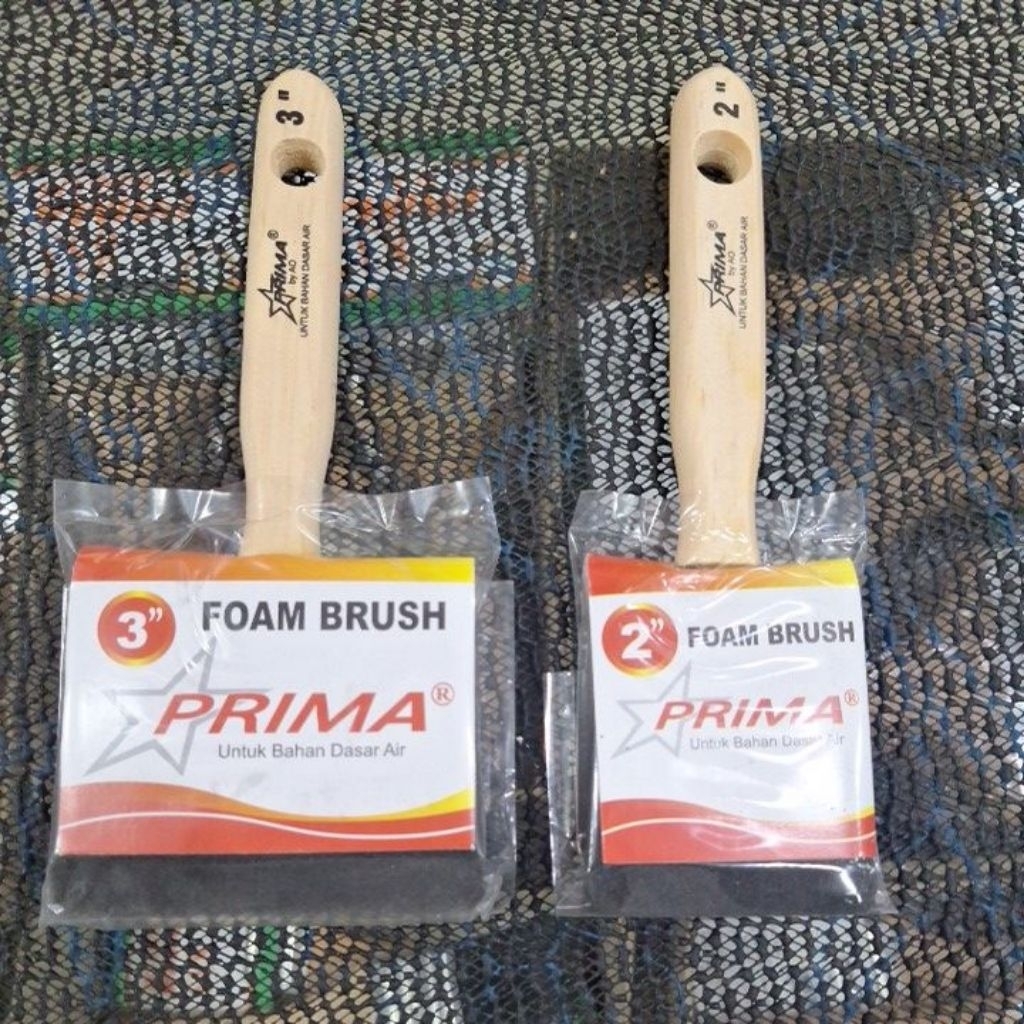 3"
PRIMA®
by AO
UNTUK BAHAN DASAR AIR
3"
FOAM BRUSH
PRIMA®
Untuk Bahan Dasar Air
2"
PRIMA®
by AO
UNTUK BAHAN DASAR AIR
2"
FOAM BRUSH
PRIMA®
Untuk Bahan Dasar Air